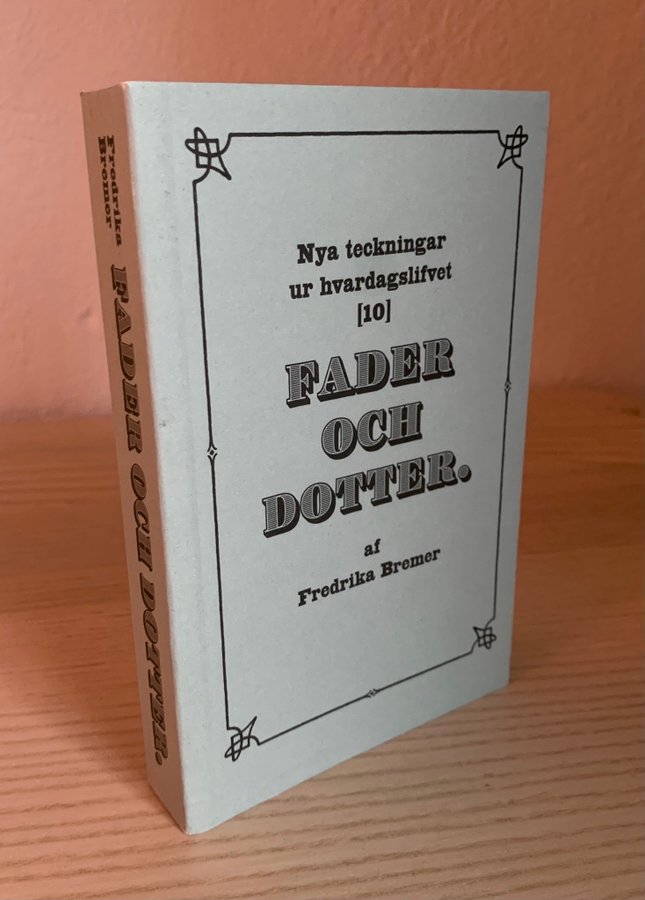 Fredrika
Bremer
FADER OCH DOTTER.
Nya teckningar
ur hvardagslifvet
[10]
FADER
OCH
DOTTER.
af
Fredrika Bremer